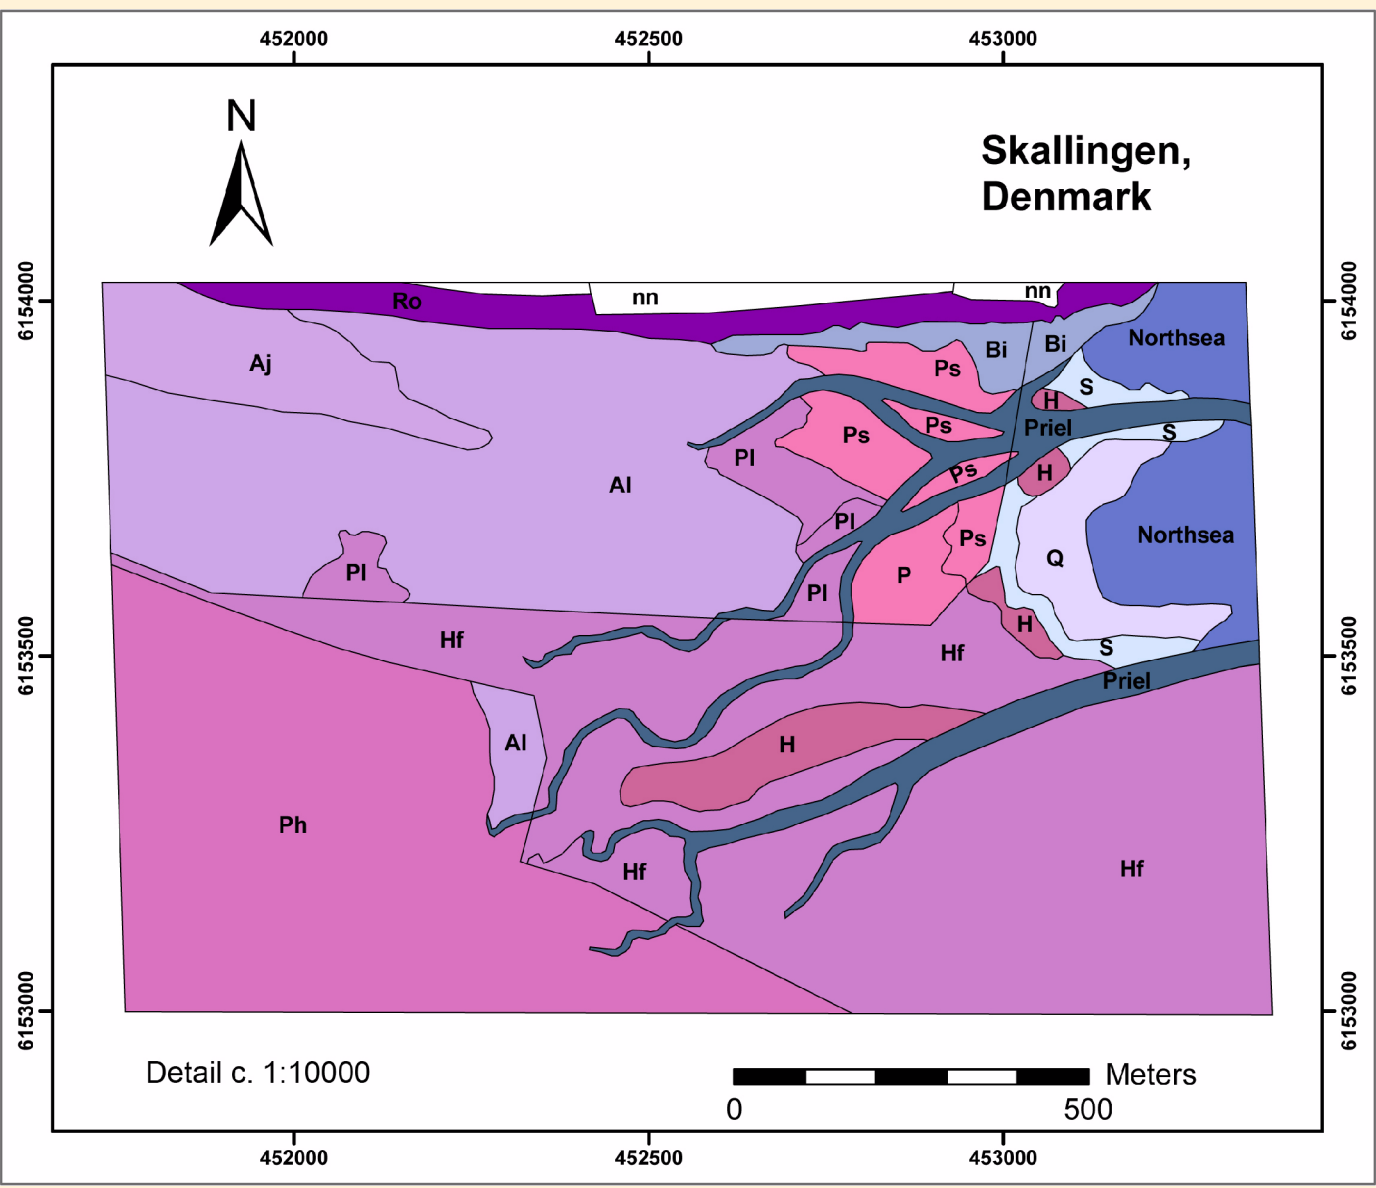 452000 452500 453000
N
Skallingen,
Denmark
6154000
6154000
nn
nn
Ro
Northsea
Bi
Bi
Aj
Ps
S
H
Priel
Ps
Ps
S
Pl
Ps
H
Al
Pl
Northsea
Ps
Q
Pl
P
Pl
H
6153500
Hf
Hf
S
6153500
Priel
Al
H
Ph
Hf
Hf
6153000
6153000
Detail c. 1:10000
Meters
0 500
452000 452500 453000